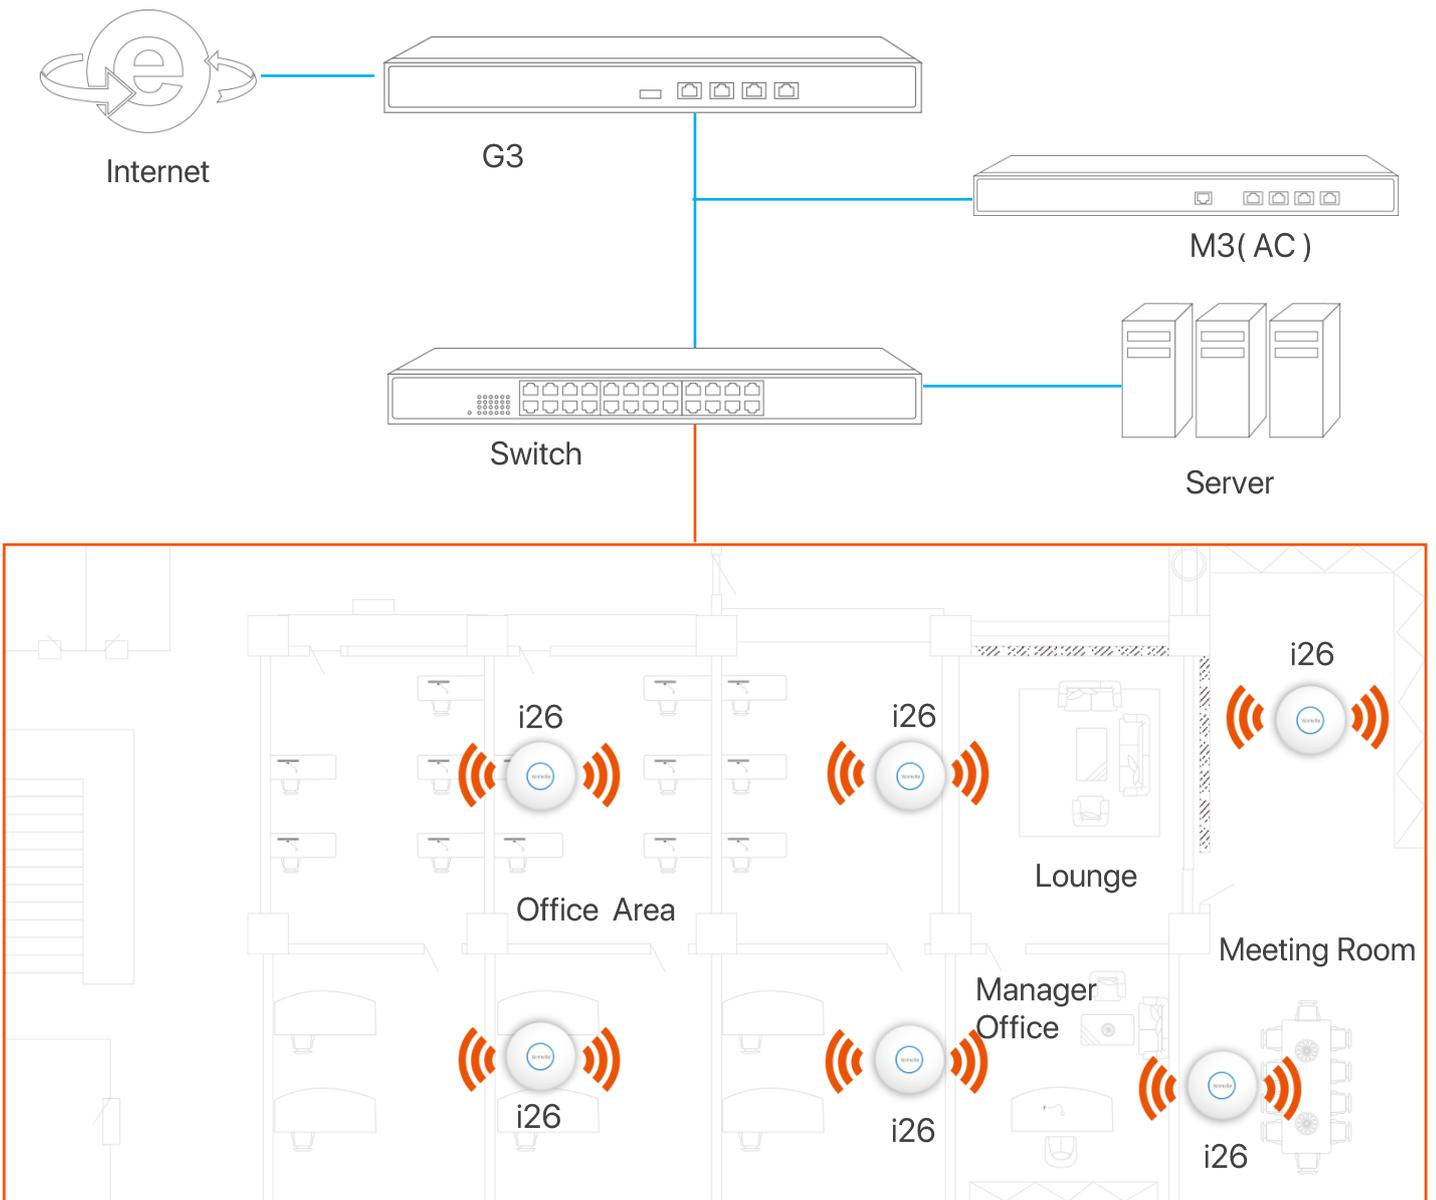 Internet
G3
M3( AC )
Switch
Server
i26
i26
i26
Lounge
Office Area
Meeting Room
Manager
Office
i26
i26
i26